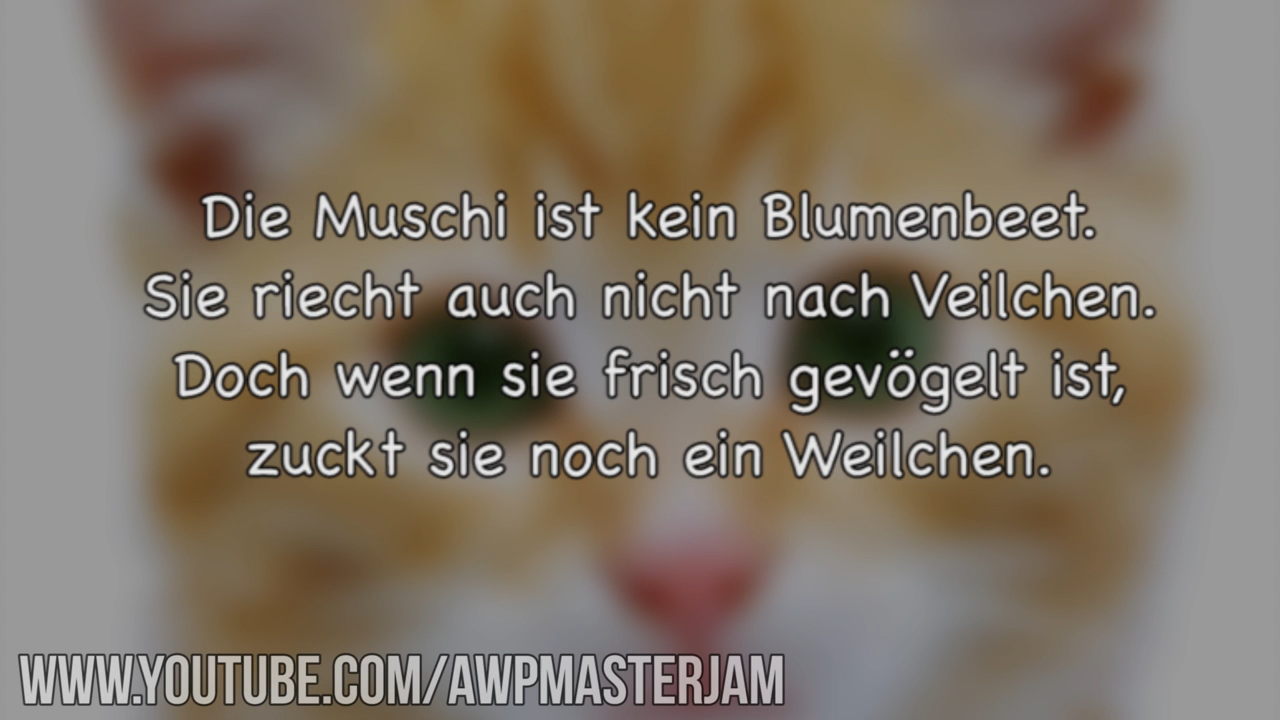 Die Muschi ist kein Blumenbeet.
Sie riecht auch nicht nach Veilchen.
Doch wenn sie frisch gevögelt ist,
zuckt sie noch ein Weilchen.
WWW.YOUTUBE.COM/AWPMASTERJAM